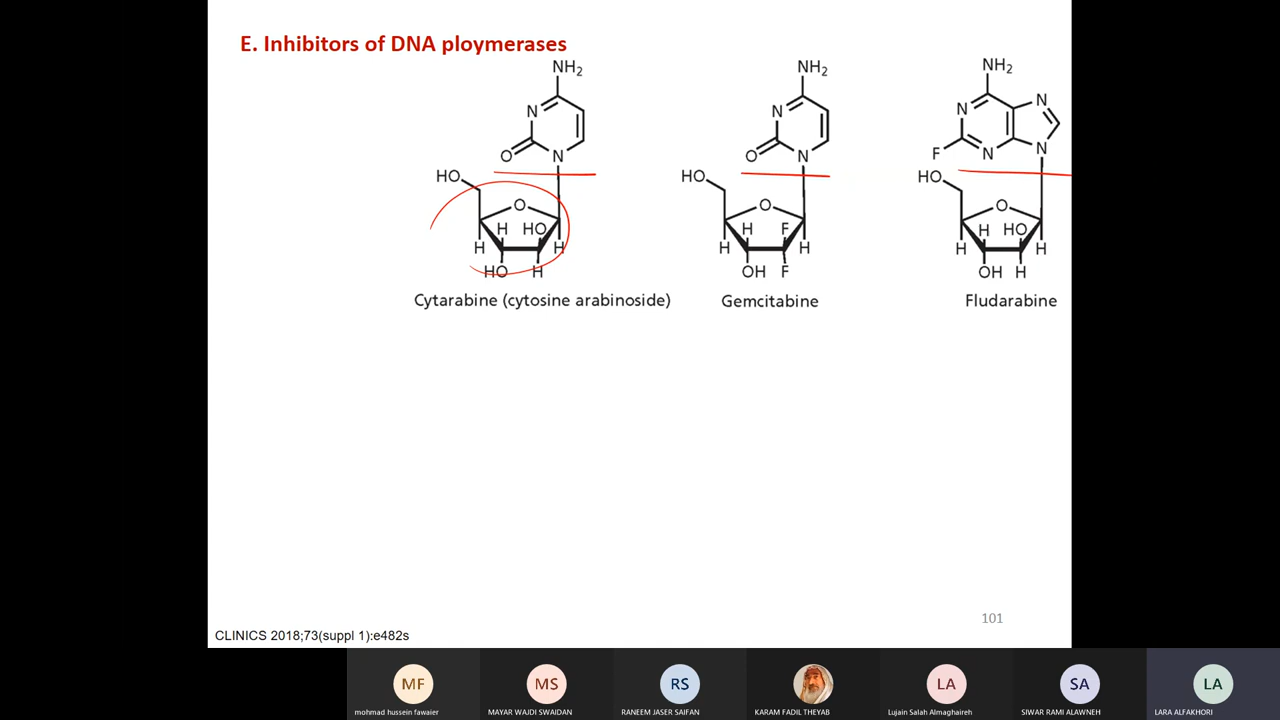 E. Inhibitors of DNA ploymerases
NH2
N
O
N
HO
O
H
HO
H
H
HO
H
Cytarabine (cytosine arabinoside)
NH2
N
O
N
HO
O
H
F
H
H
OH
F
Gemcitabine
NH2
N
N
F
N
N
HO
O
H
HO
H
H
OH
H
Fludarabine
101
CLINICS 2018;73(suppl 1):e482s
MF
MS
RS
LA
SA
LA
mohmad hussein fawaier
MAYAR WAJDI SWAIDAN
RANEEM JASER SAIFAN
KARAM FADIL THEYAB
Lujain Salah Almaghaireh
SIWAR RAMI ALAWNEH
LARA ALFAKHORI